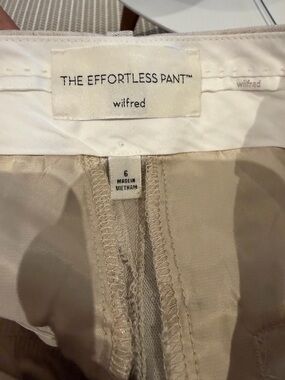 THE EFFORTLESS PANT™
wilfred
wilfred
6
MADE IN
VIETNAM